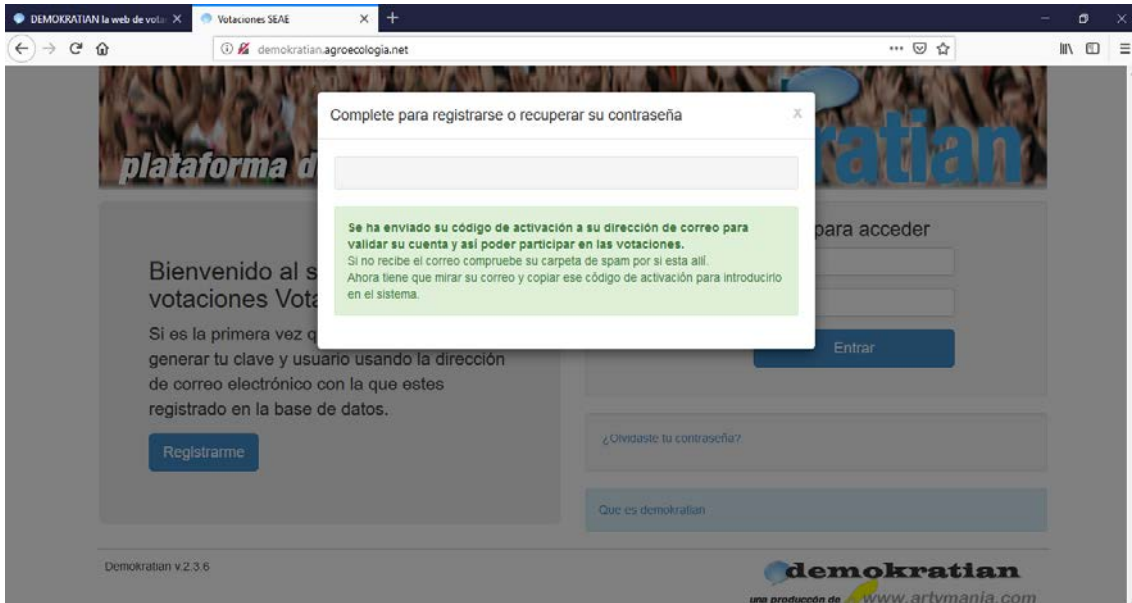 DEMOKRATIAN la web de vota
Votaciones SEAE
demokratian.agroecologia.net
plataforma d
ratian
Complete para registrarse o recuperar su contraseña
x
Se ha enviado su código de activación a su dirección de correo para
validar su cuenta y así poder participar en las votaciones.
Si no recibe el correo compruebe su carpeta de spam por si esta allí.
Ahora tiene que mirar su correo y copiar ese código de activación para introducirlo
en el sistema.
Bienvenido al s
votaciones Vota
Si es la primera vez q
generar tu clave y usuario usando la dirección
de correo electrónico con la que estes
registrado en la base de datos.
Registrarme
para acceder
Entrar
¿Olvidaste tu contraseña?
Que es demokratian
Demokratian v.2.3.6
demokratian
una producción de www.artymania.com